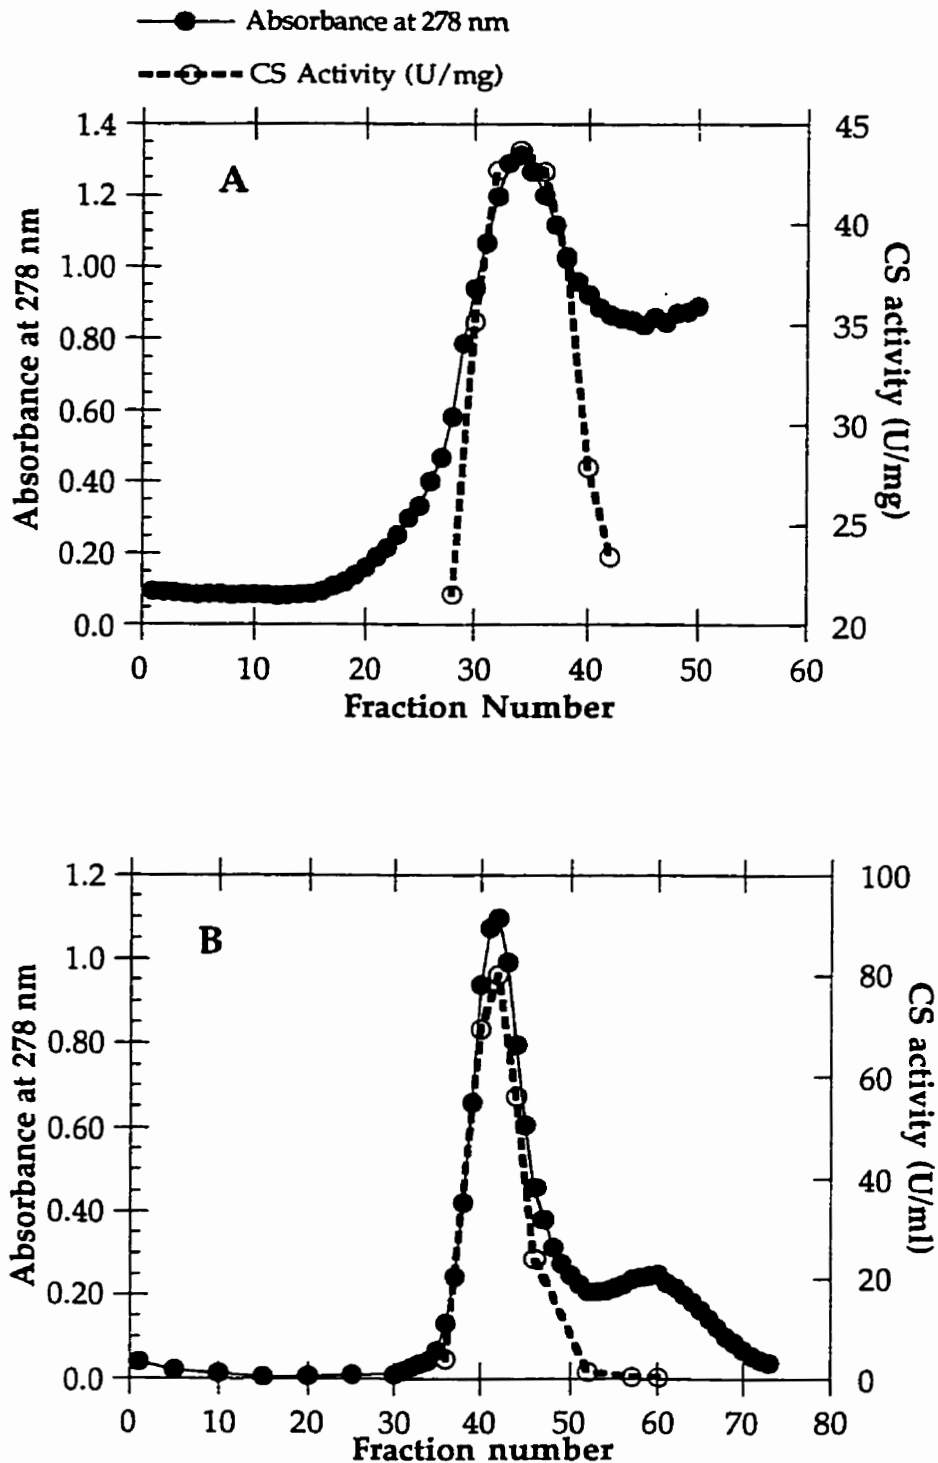 Absorbance at 278 nm
CS Activity (U/mg)
A
Absorbance at 278 nm
1.4
1.2
1.00
0.80
0.60
0.40
0.20
0.0
45
40
35
30
25
20
CS activity (U/mg)
0 10 20 30 40 50 60
Fraction Number
B
Absorbance at 278 nm
1.2
1.0
0.80
0.60
0.40
0.20
0.0
100
80
60
40
20
0
CS activity (U/ml)
0 10 20 30 40 50 60 70 80
Fraction number